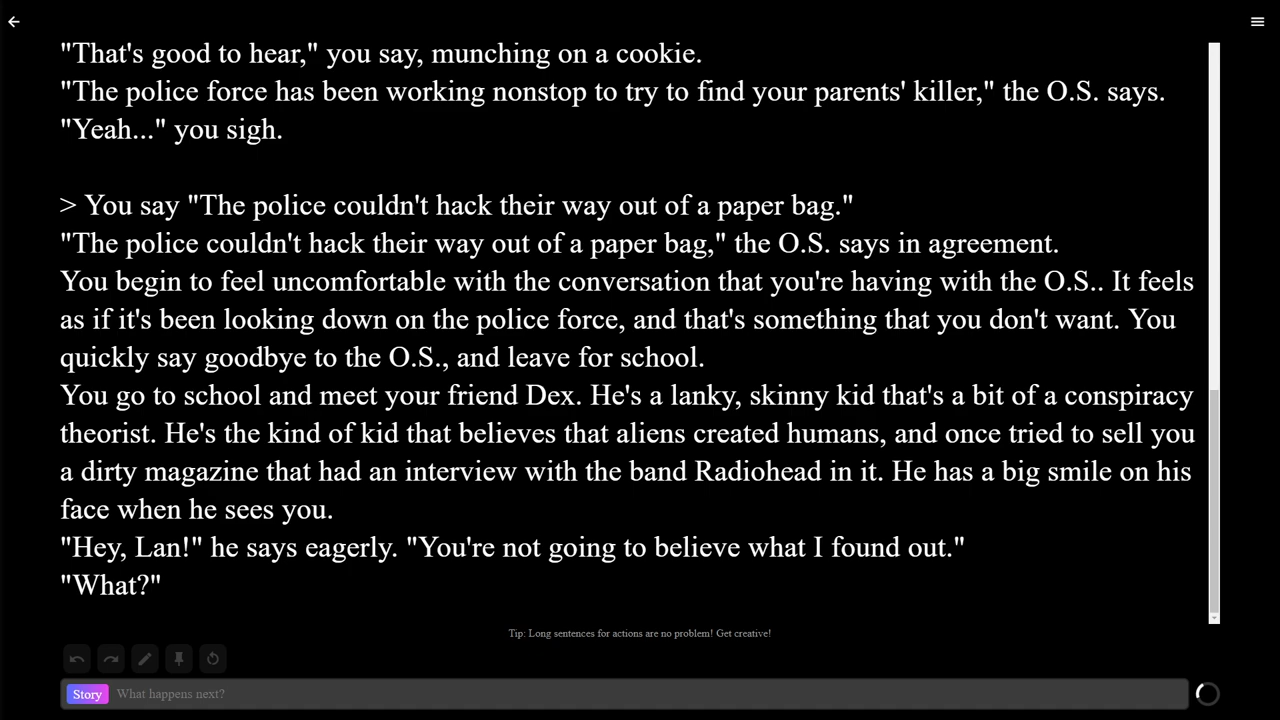 "That's good to hear," you say, munching on a cookie.
"The police force has been working nonstop to try to find your parents' killer," the O.S. says.
"Yeah..." you sigh.
> You say "The police couldn't hack their way out of a paper bag."
"The police couldn't hack their way out of a paper bag," the O.S. says in agreement.
You begin to feel uncomfortable with the conversation that you're having with the O.S.. It feels
as if it's been looking down on the police force, and that's something that you don't want. You
quickly say goodbye to the O.S., and leave for school.
You go to school and meet your friend Dex. He's a lanky, skinny kid that's a bit of a conspiracy
theorist. He's the kind of kid that believes that aliens created humans, and once tried to sell you
a dirty magazine that had an interview with the band Radiohead in it. He has a big smile on his
face when he sees you.
"Hey, Lan!" he says eagerly. "You're not going to believe what I found out."
"What?"
Tip: Long sentences for actions are no problem! Get creative!
Story What happens next?